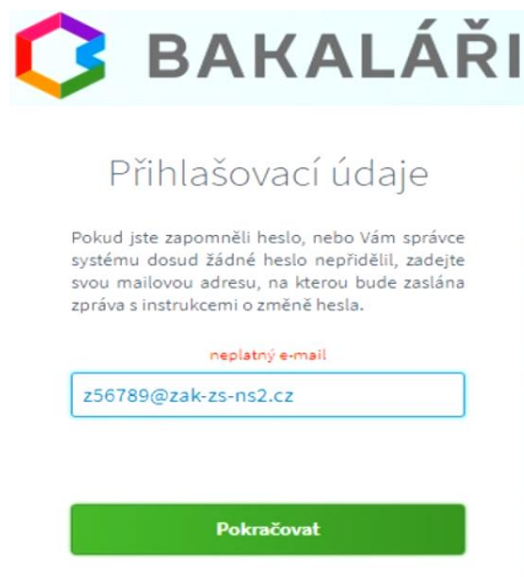 BAKALÁŘI
Přihlašovací údaje
Pokud jste zapomněli heslo, nebo Vám správce
systému dosud žádné heslo nepřidělil, zadejte
svou mailovou adresu, na kterou bude zaslána
zpráva s instrukcemi o změně hesla.
neplatný e-mail
z56789@zak-zs-ns2.cz
Pokračovat